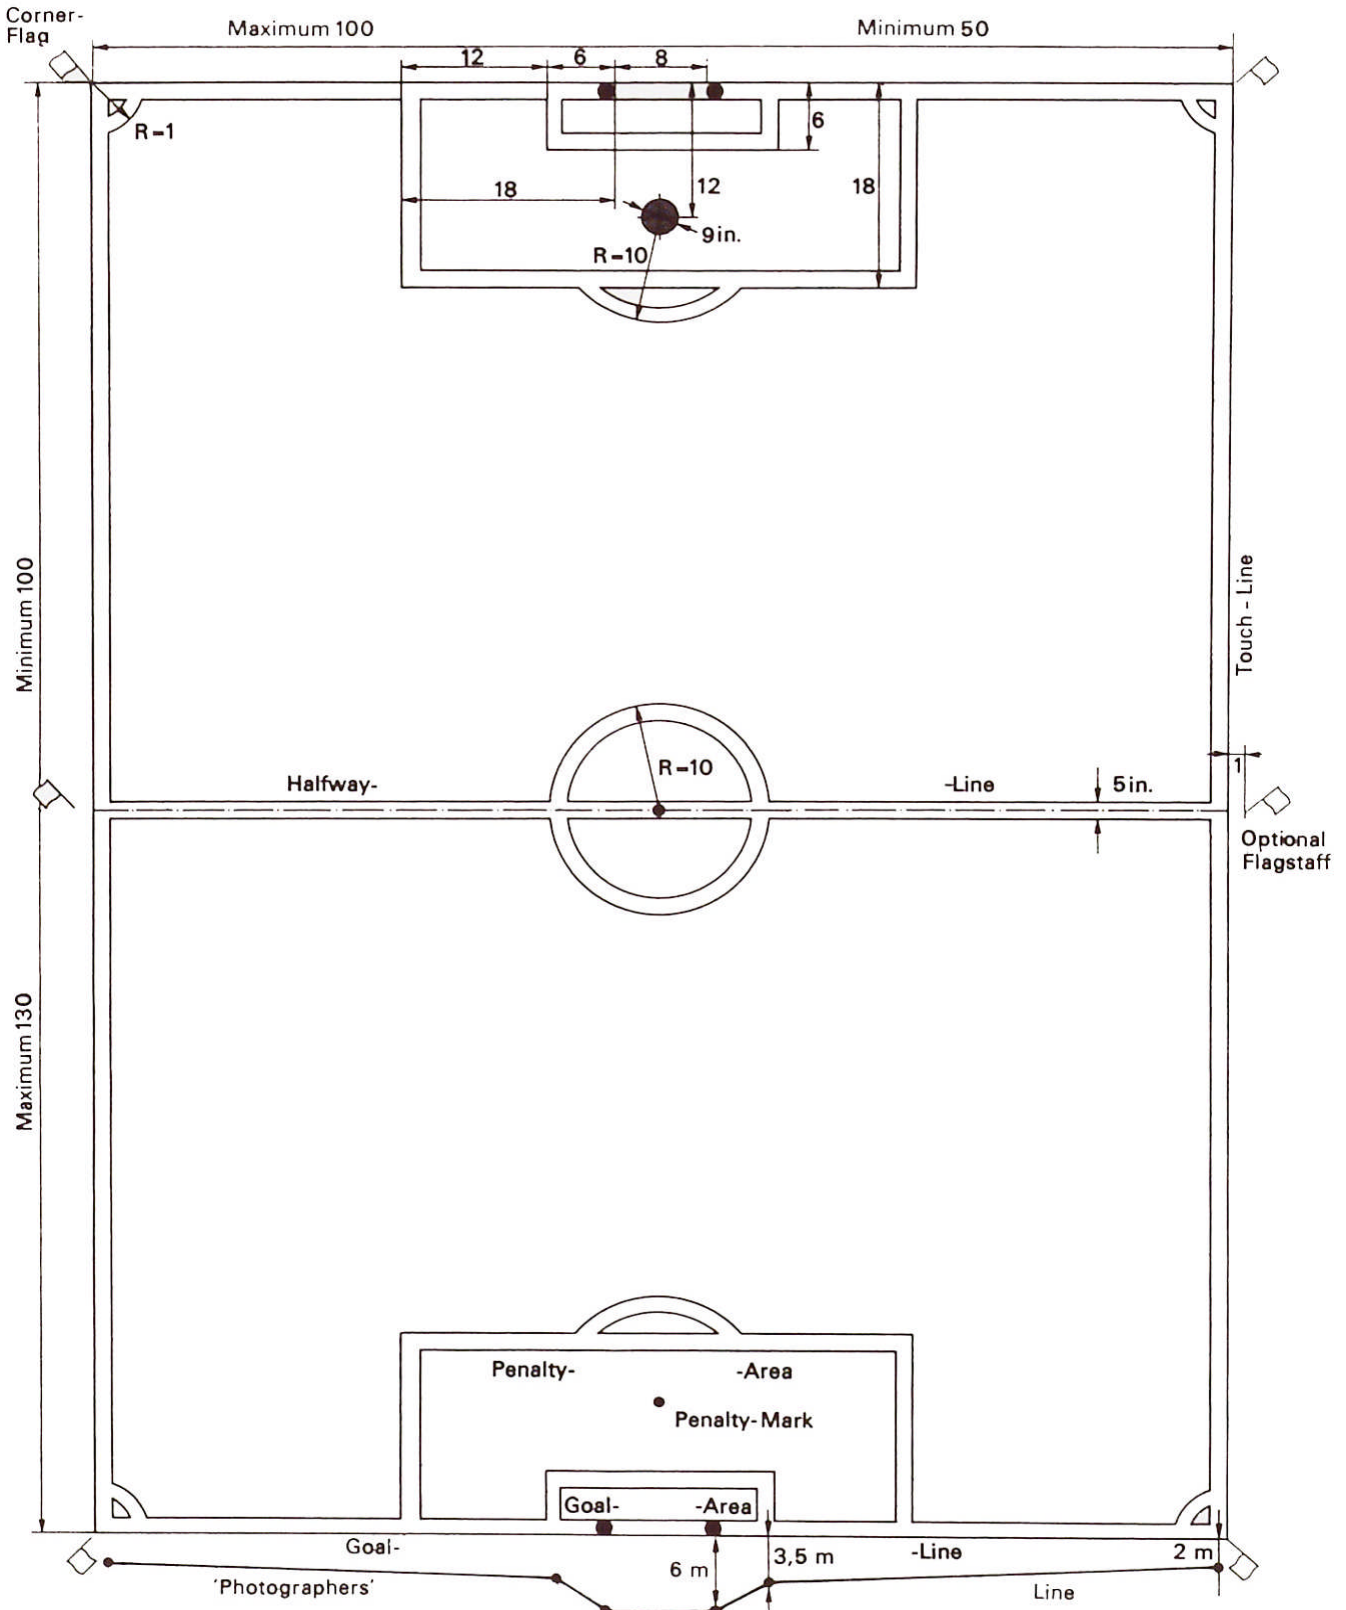 Corner-
Flag
Maximum 100
Minimum 50
12
6
8
R=1
6
18
12
18
9in.
R=10
Minimum 100
Touch - Line
R=10
Halfway-
-Line
5in.
1
Optional
Flagstaff
Maximum 130
Penalty-
-Area
Penalty-Mark
Goal-
-Area
Goal-
-Line
3,5 m
2 m
6 m
'Photographers'
Line